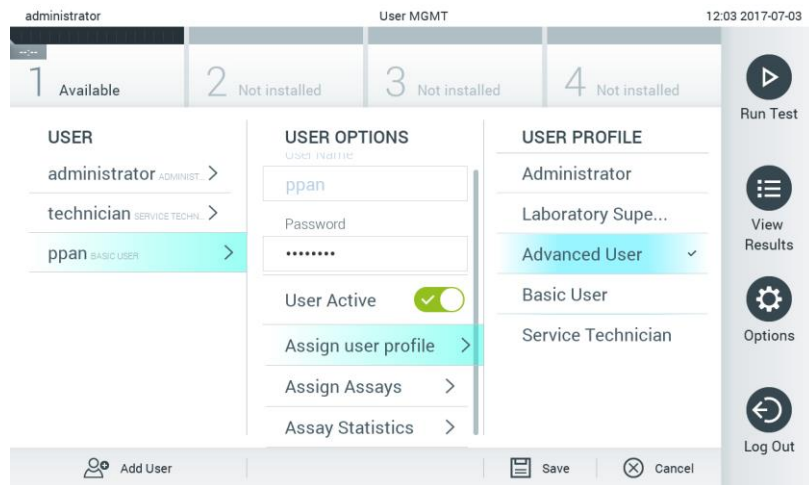 administrator User MGMT 12:03 2017-07-03
--:--
1 Available 2 Not installed 3 Not installed 4 Not installed
Run Test
USER
administrator ADMINIST...
technician SERVICE TECHN...
ppan BASIC USER
USER OPTIONS
User Name
ppan
Password
••••••••
User Active
Assign user profile
Assign Assays
Assay Statistics
USER PROFILE
Administrator
Laboratory Supe...
Advanced User
Basic User
Service Technician
View
Results
Options
Log Out
Add User Save Cancel